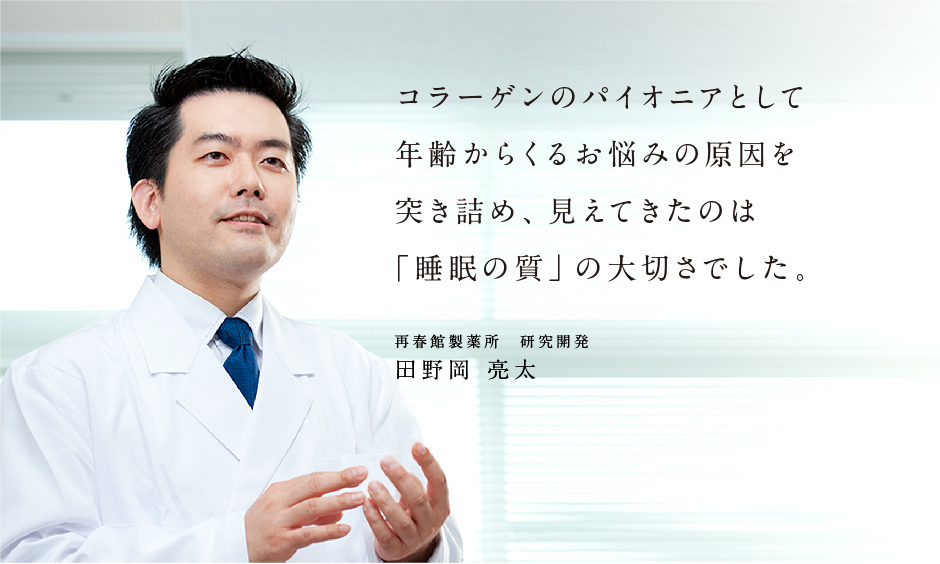 コラーゲンのパイオニアとして
年齢からくるお悩みの原因を
突き詰め、見えてきたのは
「睡眠の質」の大切さでした。
再春館製薬所　研究開発
田野岡 亮太